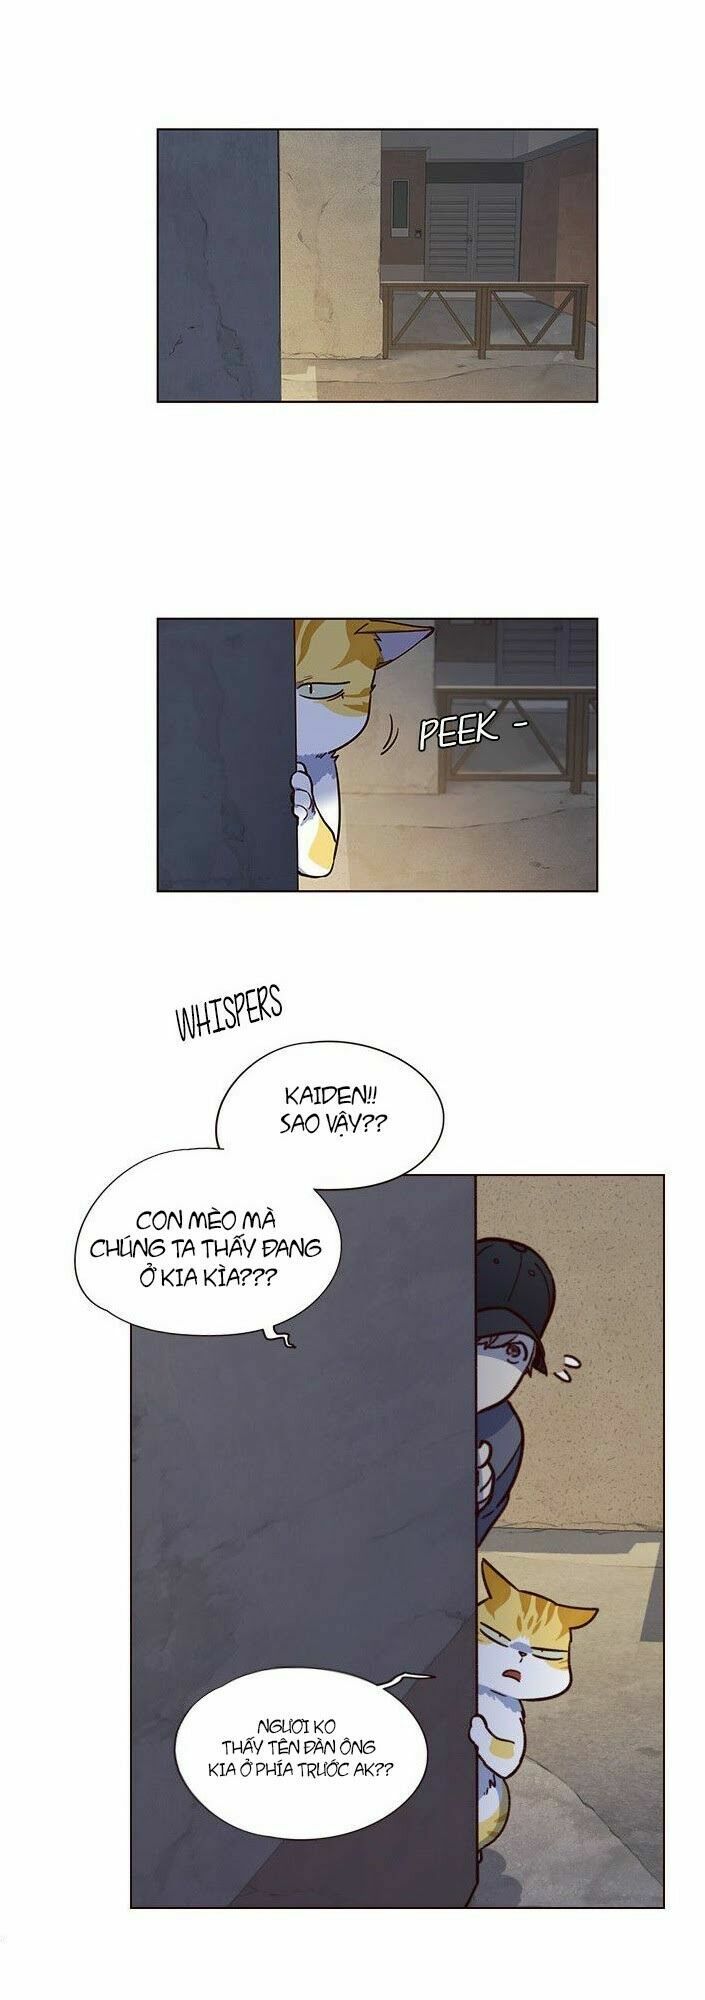 PEEK -
WHISPERS
KAIDEN!!
SAO VẬY??
CON MÈO MÀ
CHÚNG TA THẤY ĐANG
Ở KIA KÌA???
NGƯƠI KO
THẤY TÊN ĐÀN ÔNG
KIA Ở PHÍA TRƯỚC AK??